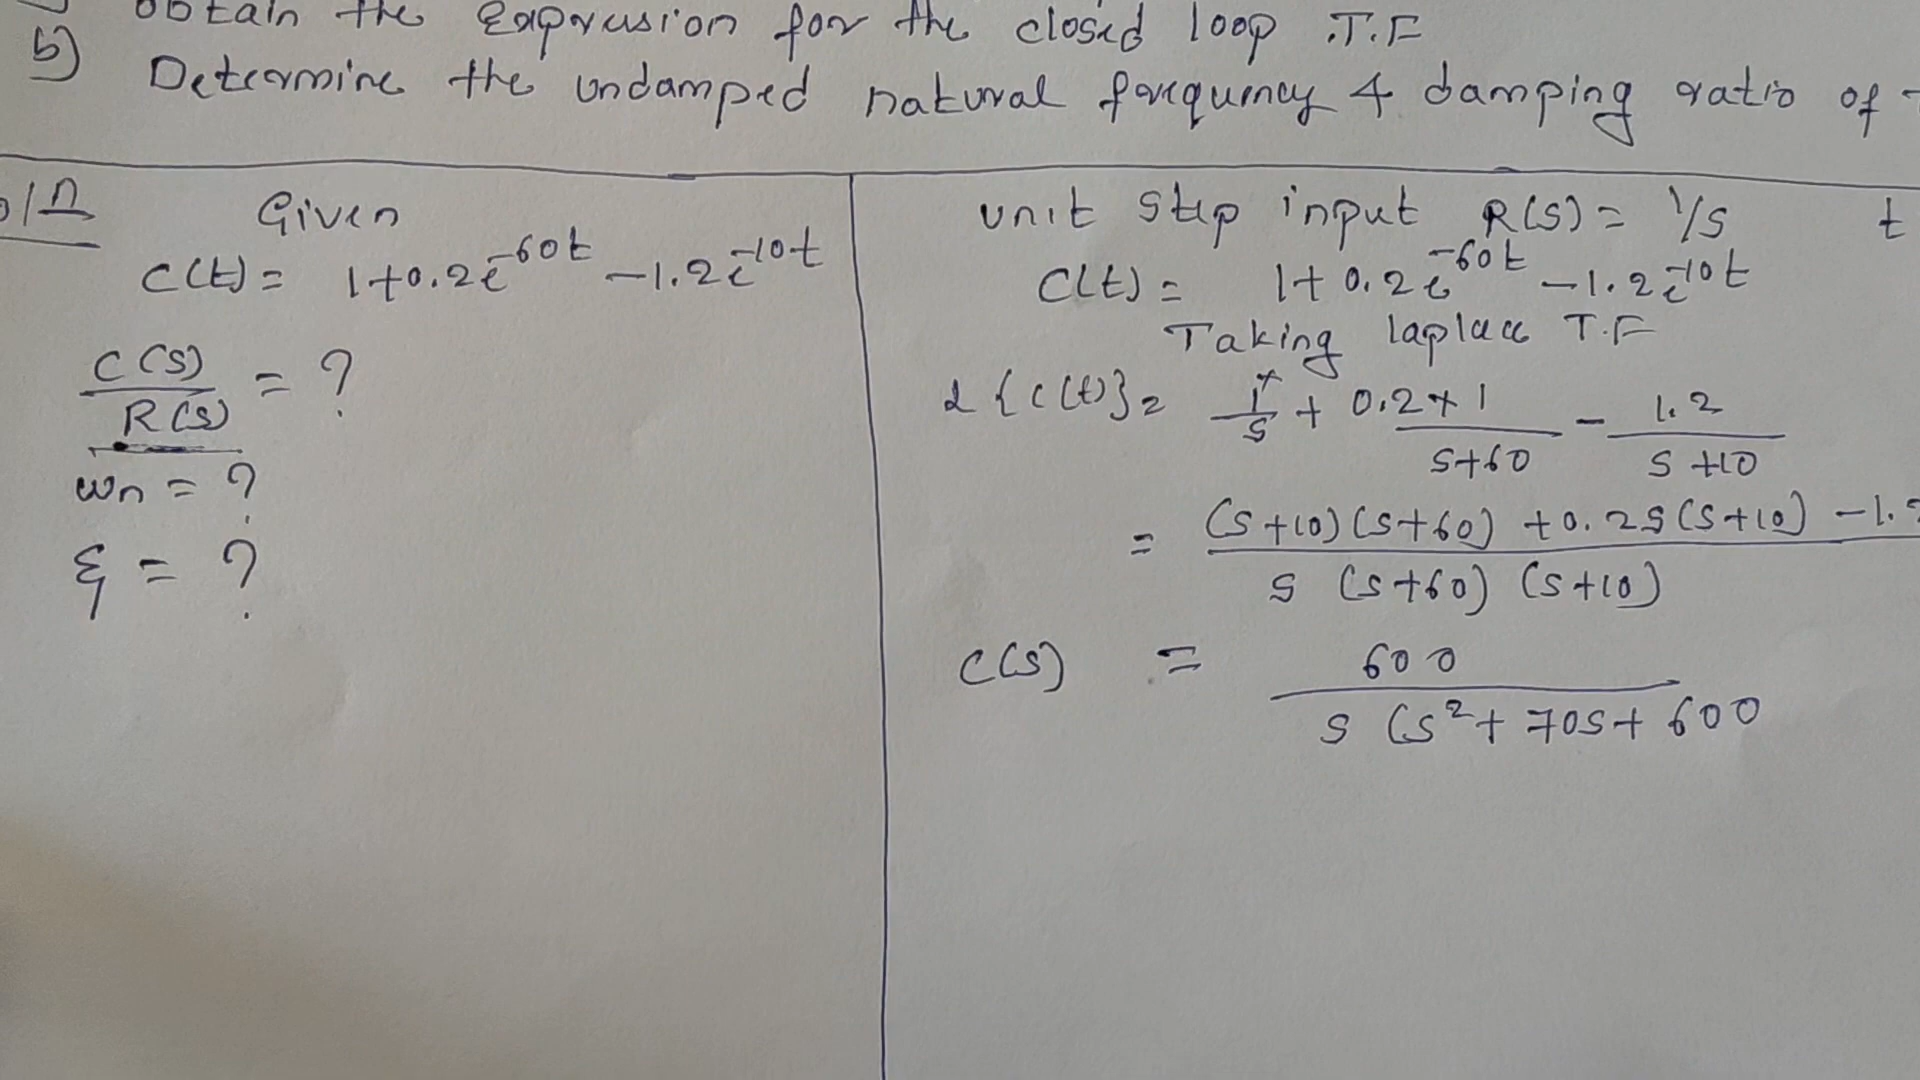 obtain the Expression for the closed loop .T.F
b) Determine the undamped natural frequency & damping ratio of
Given
C(t) = 1+0.2e^-60t -1.2e^-10t
C(S)/R(S) = ?
ωn = ?
ξ = ?
unit step input R(S) = 1/S
C(t) = 1+0.2e^-60t -1.2e^-10t
Taking laplace T.F
L{c(t)} = 1/S + 0.2×1/S+60 - 1.2/S+10
= (S+10)(S+60) +0.2S(S+10) -1.2 / S (S+60) (S+10)
C(S) = 600 / S (S²+70S+600